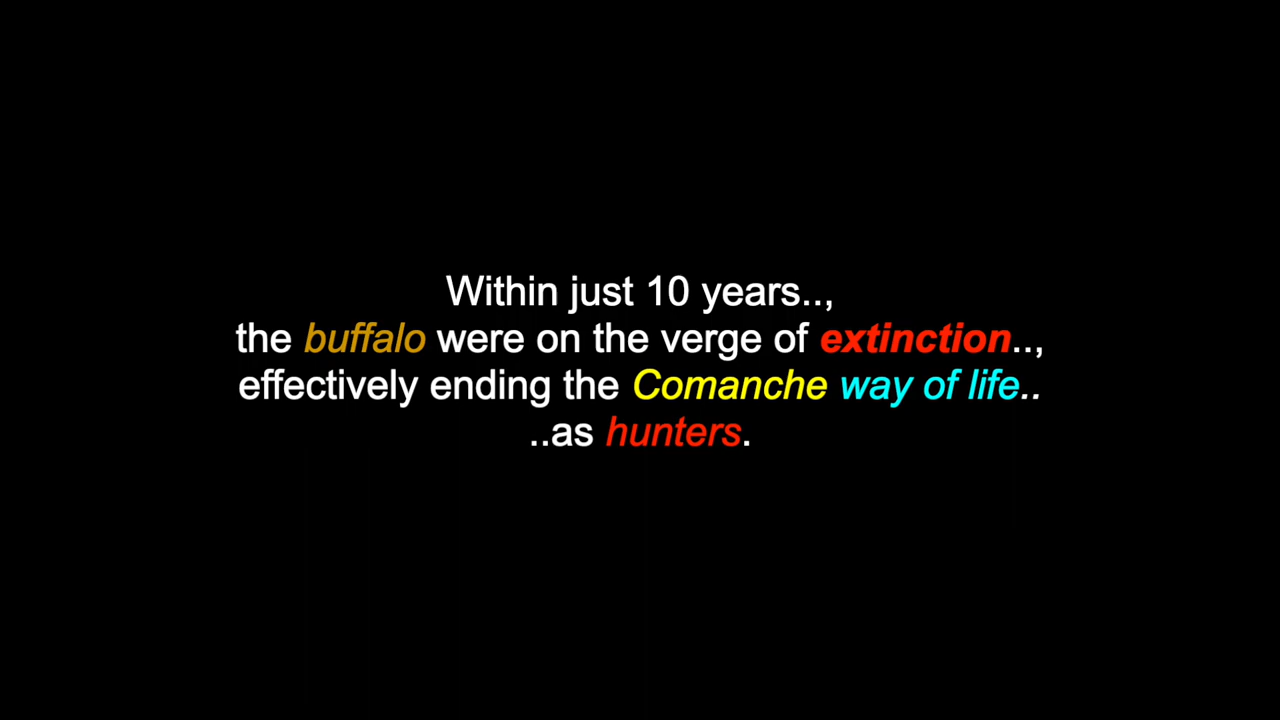 Within just 10 years..,
the buffalo were on the verge of extinction..,
effectively ending the Comanche way of life..
..as hunters.